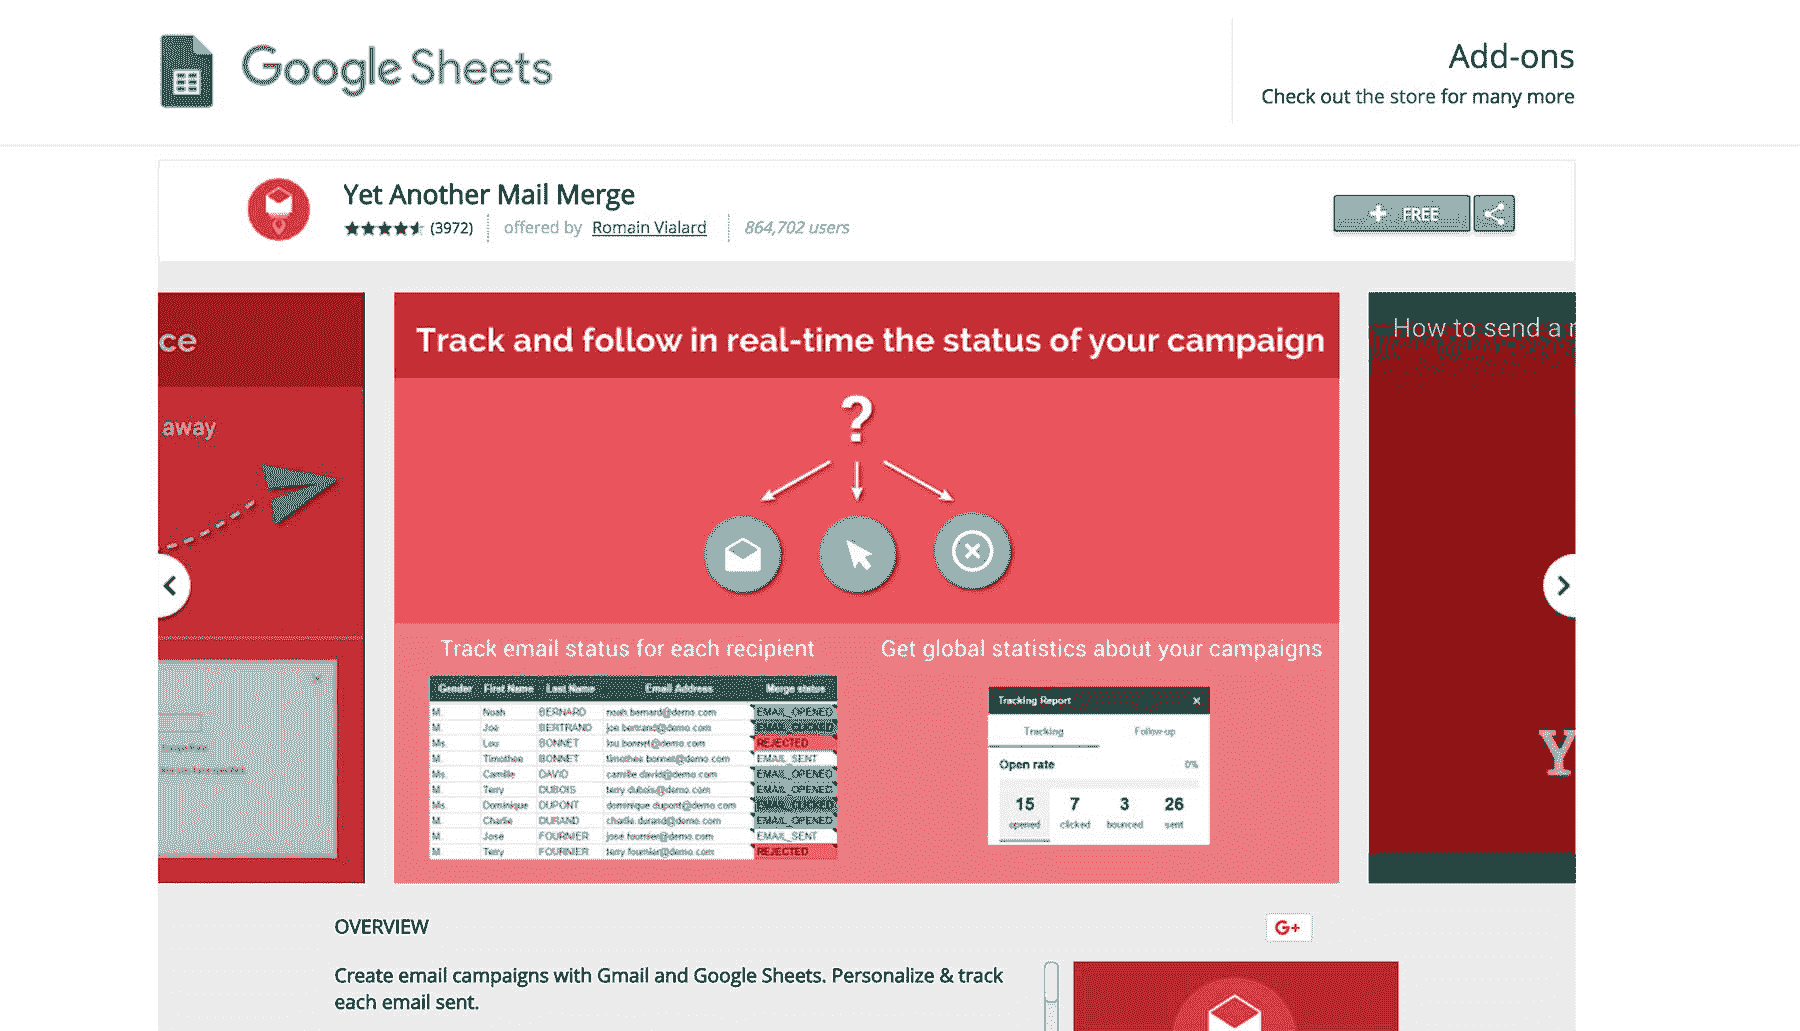 Google Sheets
Add-ons
Check out the store for many more
Yet Another Mail Merge
(3972)
offered by Romain Vialard
864,702 users
+ FREE
ce
away
Track and follow in real-time the status of your campaign
?
Track email status for each recipient
Gender First Name Last Name Email Address Merge status
M. Noah BERNARD noah.bernard@demo.com EMAIL_OPENED
M. Joe BERTRAND joe.bertrand@demo.com EMAIL_CLICKED
Ms. Lou BONNET lou.bonnet@demo.com REJECTED
M. Timothee BONNET timothee.bonnet@demo.com EMAIL_SENT
Ms. Camille DAVID camille.david@demo.com EMAIL_OPENED
M. Terry DUBOIS terry.dubois@demo.com EMAIL_OPENED
Ms. Dominique DUPONT dominique.dupont@demo.com EMAIL_CLICKED
M. Charlie DURAND charlie.durand@demo.com EMAIL_OPENED
M. Jose FOURNIER jose.fournier@demo.com EMAIL_SENT
M. Terry FOURNIER terry.fournier@demo.com REJECTED
Get global statistics about your campaigns
Tracking Report
Tracking Follow-up
Open rate 0%
15 7 3 26
opened clicked bounced sent
How to send a
Y
OVERVIEW
G+
Create email campaigns with Gmail and Google Sheets. Personalize & track
each email sent.